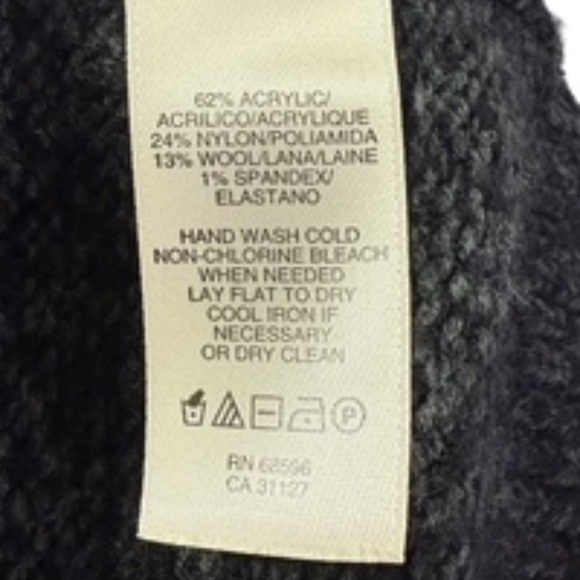 62% ACRYLIC/
ACRILICO/ACRYLIQUE
24% NYLON/POLIAMIDA
13% WOOL/LANA/LAINE
1% SPANDEX/
ELASTANO
HAND WASH COLD
NON-CHLORINE BLEACH
WHEN NEEDED
LAY FLAT TO DRY
COOL IRON IF
NECESSARY
OR DRY CLEAN
P
RN
CA 31127